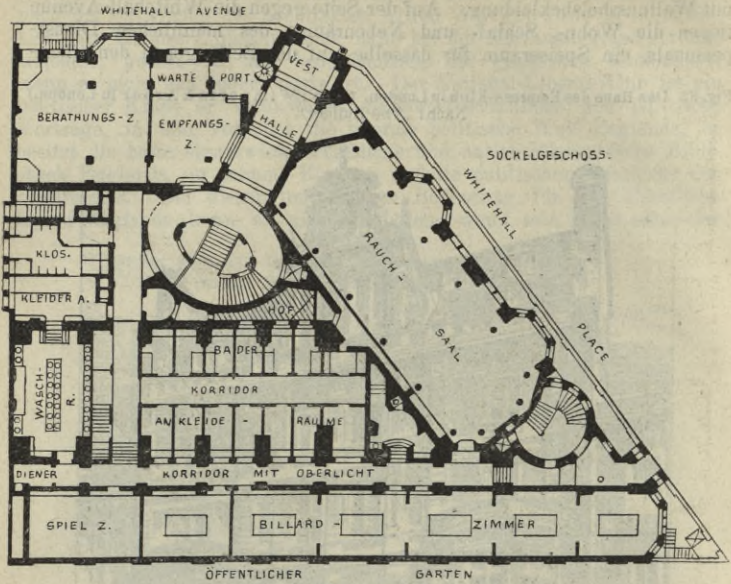 WHITEHALL AVENUE
WARTE
PORT.
VEST
BERATHUNGS-Z.
EMPFANGS-
Z.
HALLE
SOCKELGESCHOSS.
WHITEHALL
PLACE
RAUCH-
SAAL
KLOS.
KLEIDER A.
HOF
BÄDER
WASCH-
R.
KORRIDOR
ANKLEIDE - RÄUME
DIENER
KORRIDOR MIT OBERLICHT
SPIEL Z.
BILLARD - ZIMMER
ÖFFENTLICHER GARTEN